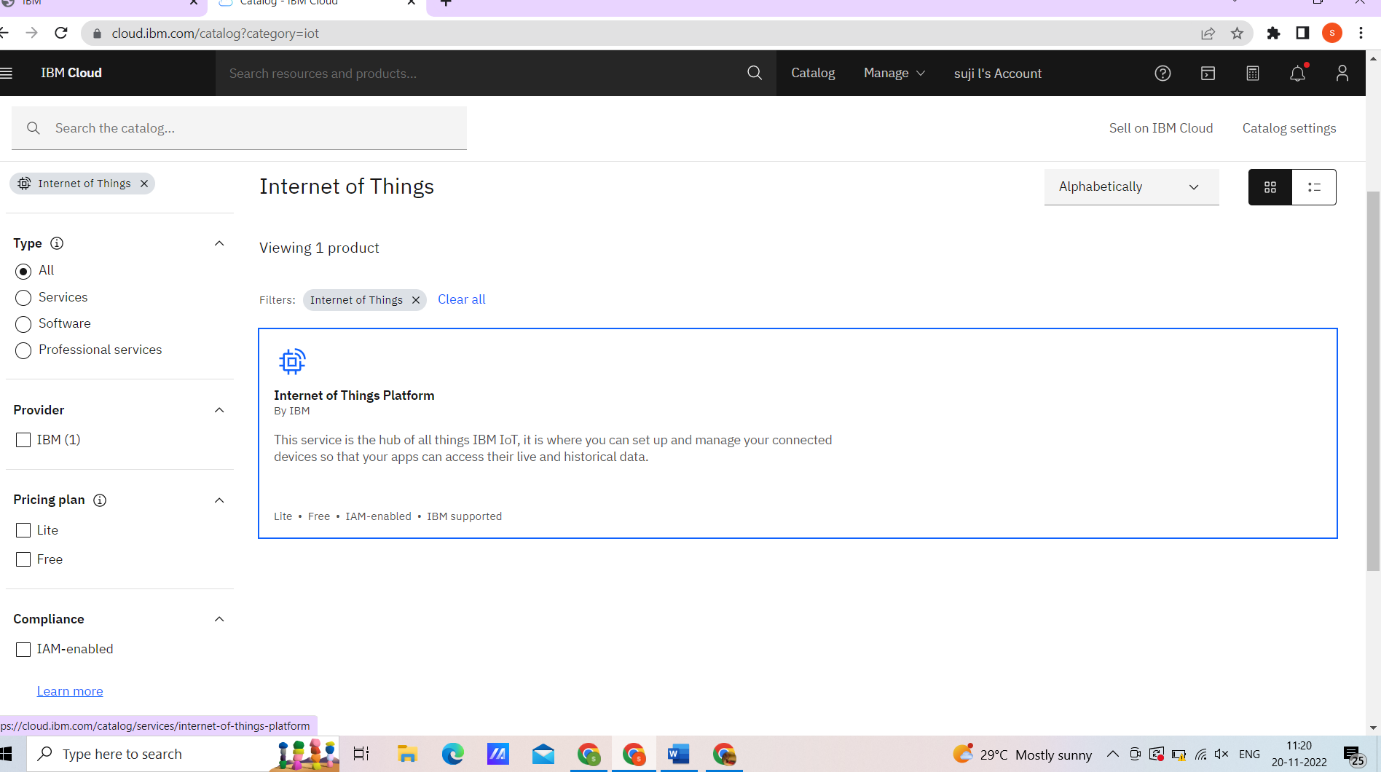 IBM
Catalog - IBM Cloud
cloud.ibm.com/catalog?category=iot
S
IBM Cloud
Search resources and products...
Catalog
Manage
suji I's Account
Search the catalog...
Sell on IBM Cloud
Catalog settings
Internet of Things
Internet of Things
Alphabetically
Viewing 1 product
Type
All
Services
Software
Professional services
Filters:
Internet of Things
Clear all
Internet of Things Platform
By IBM
This service is the hub of all things IBM IoT, it is where you can set up and manage your connected
devices so that your apps can access their live and historical data.
Lite • Free • IAM-enabled • IBM supported
Provider
IBM (1)
Pricing plan
Lite
Free
Compliance
IAM-enabled
Learn more
ps://cloud.ibm.com/catalog/services/internet-of-things-platform
Type here to search
29°C Mostly sunny
ENG
11:20
20-11-2022
25